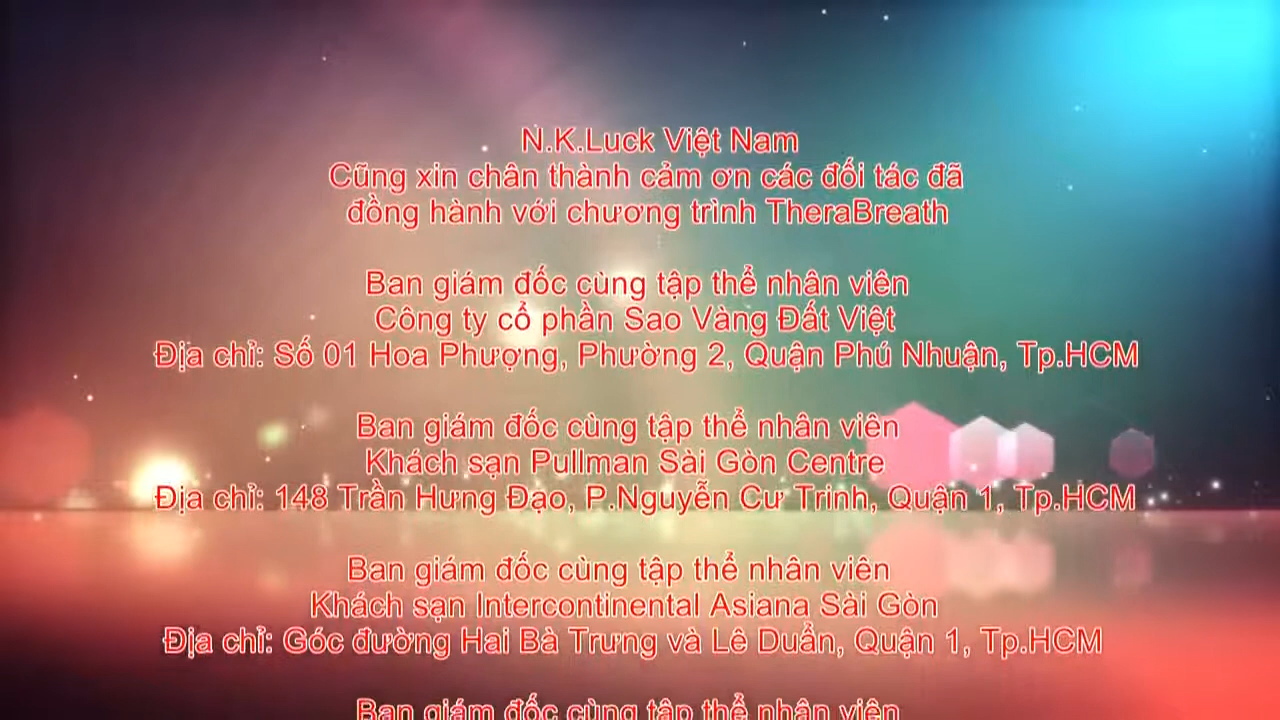 N.K.Luck Việt Nam
Cũng xin chân thành cảm ơn các đối tác đã
đồng hành với chương trình TheraBreath
Ban giám đốc cùng tập thể nhân viên
Công ty cổ phần Sao Vàng Đất Việt
Địa chỉ: Số 01 Hoa Phượng, Phường 2, Quận Phú Nhuận, Tp.HCM
Ban giám đốc cùng tập thể nhân viên
Khách sạn Pullman Sài Gòn Centre
Địa chỉ: 148 Trần Hưng Đạo, P.Nguyễn Cư Trinh, Quận 1, Tp.HCM
Ban giám đốc cùng tập thể nhân viên
Khách sạn Intercontinental Asiana Sài Gòn
Địa chỉ: Góc đường Hai Bà Trưng và Lê Duẩn, Quận 1, Tp.HCM
Ban giám đốc cùng tập thể nhân viên